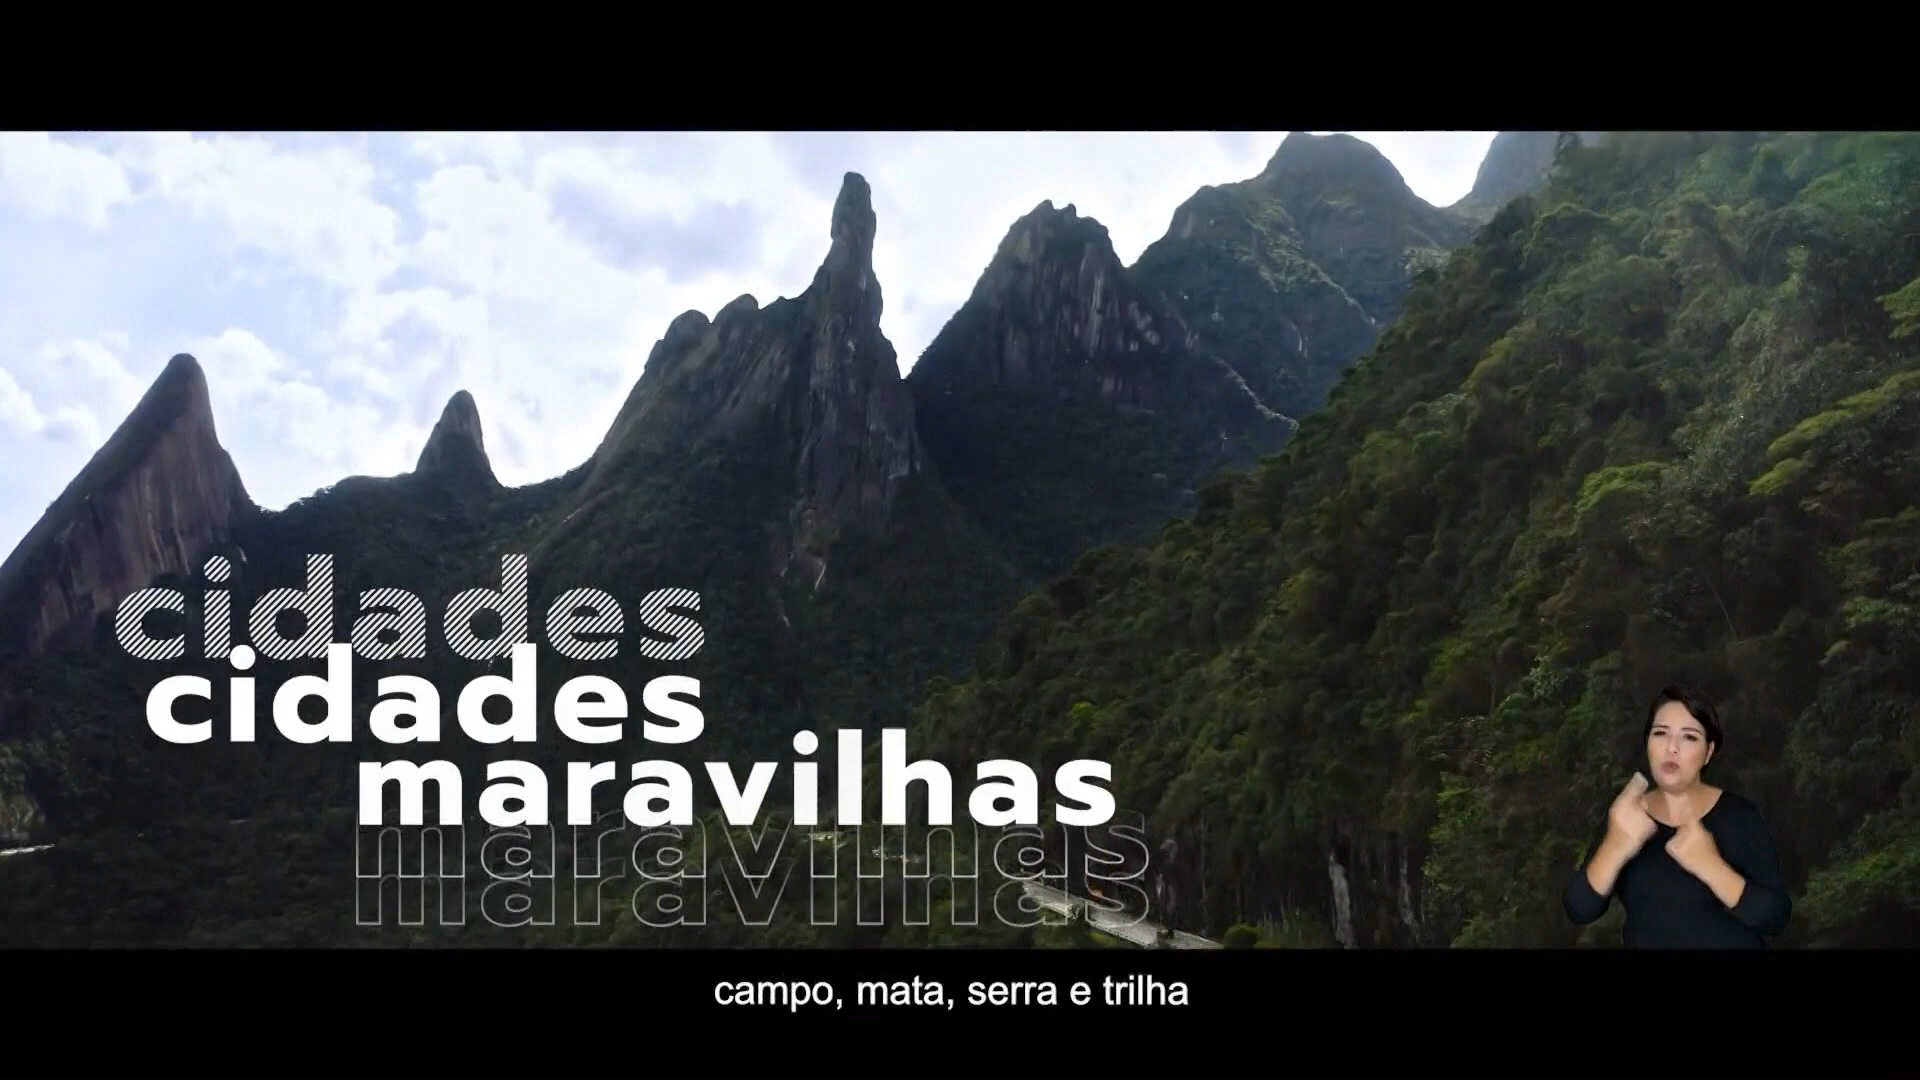 cidades
cidades
maravilhas
maravilhas
maravilhas
campo, mata, serra e trilha